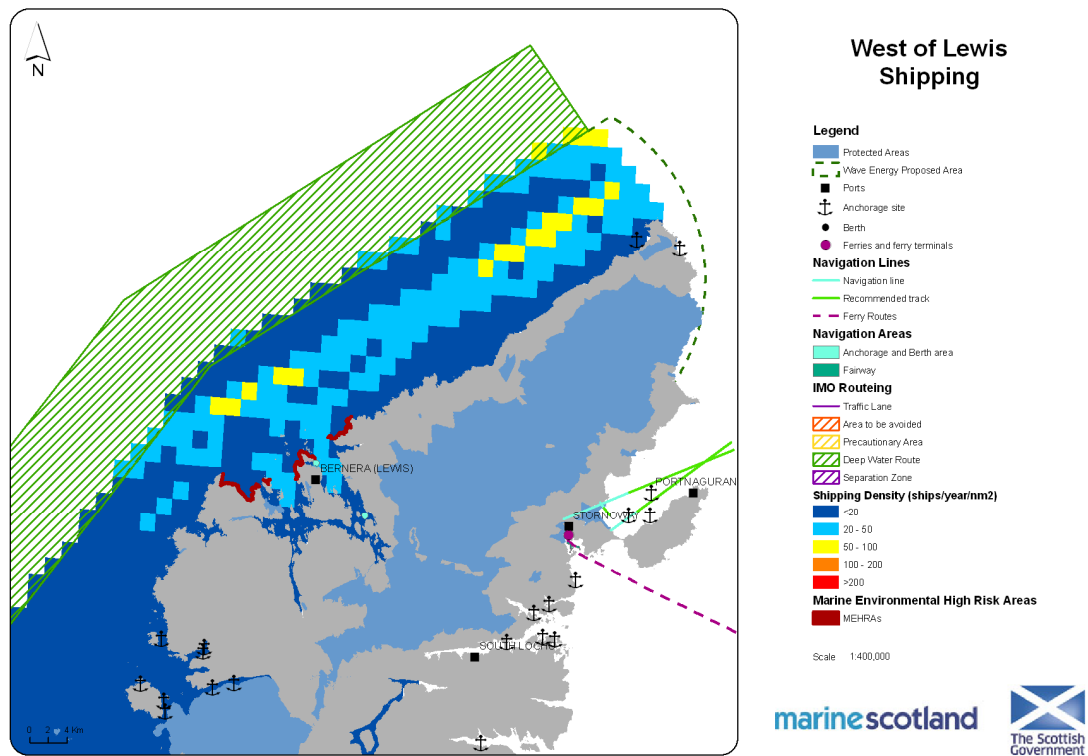 N
BERNERA (LEWIS)
PORTNAGURAN
STORNOWAY
SOUTH LOCHS
0 2 4 Km
West of Lewis
Shipping
Legend
Protected Areas
Wave Energy Proposed Area
Ports
Anchorage site
Berth
Ferries and ferry terminals
Navigation Lines
Navigation line
Recommended track
Ferry Routes
Navigation Areas
Anchorage and Berth area
Fairway
IMO Routeing
Traffic Lane
Area to be avoided
Precautionary Area
Deep Water Route
Separation Zone
Shipping Density (ships/year/nm2)
<20
20 - 50
50 - 100
100 - 200
>200
Marine Environmental High Risk Areas
MEHRAs
Scale 1:400,000
marinescotland
The Scottish
Government